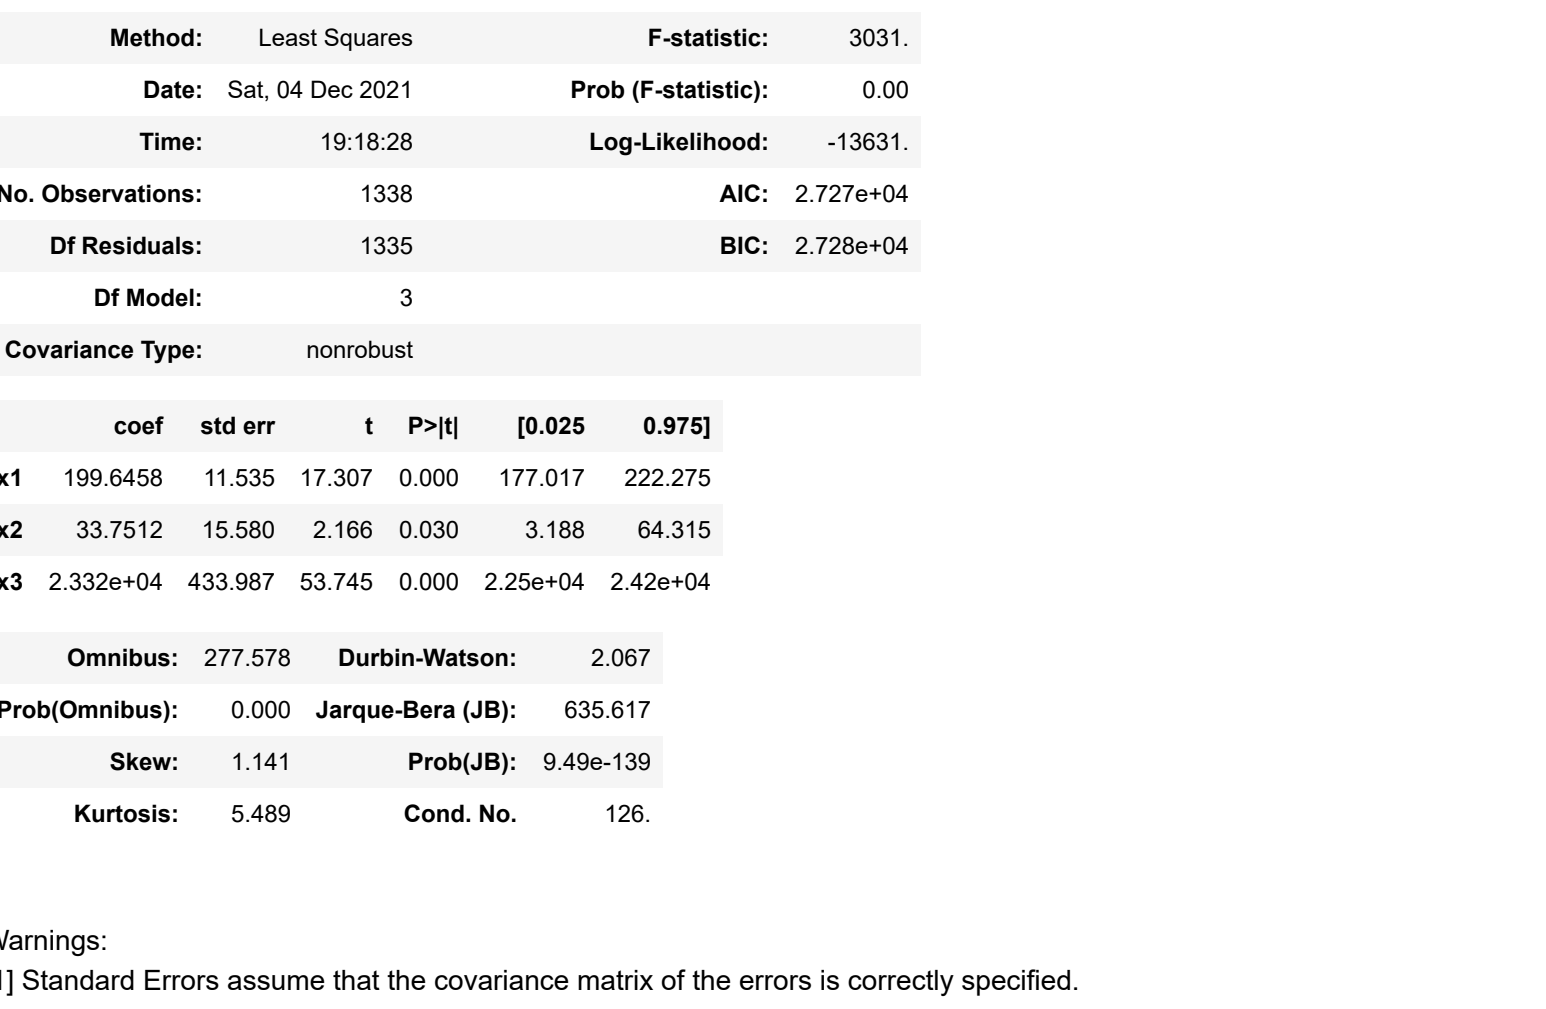 Method: Least Squares F-statistic: 3031.
Date: Sat, 04 Dec 2021 Prob (F-statistic): 0.00
Time: 19:18:28 Log-Likelihood: -13631.
No. Observations: 1338 AIC: 2.727e+04
Df Residuals: 1335 BIC: 2.728e+04
Df Model: 3
Covariance Type: nonrobust
coef std err t P>|t| [0.025 0.975]
x1 199.6458 11.535 17.307 0.000 177.017 222.275
x2 33.7512 15.580 2.166 0.030 3.188 64.315
x3 2.332e+04 433.987 53.745 0.000 2.25e+04 2.42e+04
Omnibus: 277.578 Durbin-Watson: 2.067
Prob(Omnibus): 0.000 Jarque-Bera (JB): 635.617
Skew: 1.141 Prob(JB): 9.49e-139
Kurtosis: 5.489 Cond. No. 126.
Warnings:
1] Standard Errors assume that the covariance matrix of the errors is correctly specified.